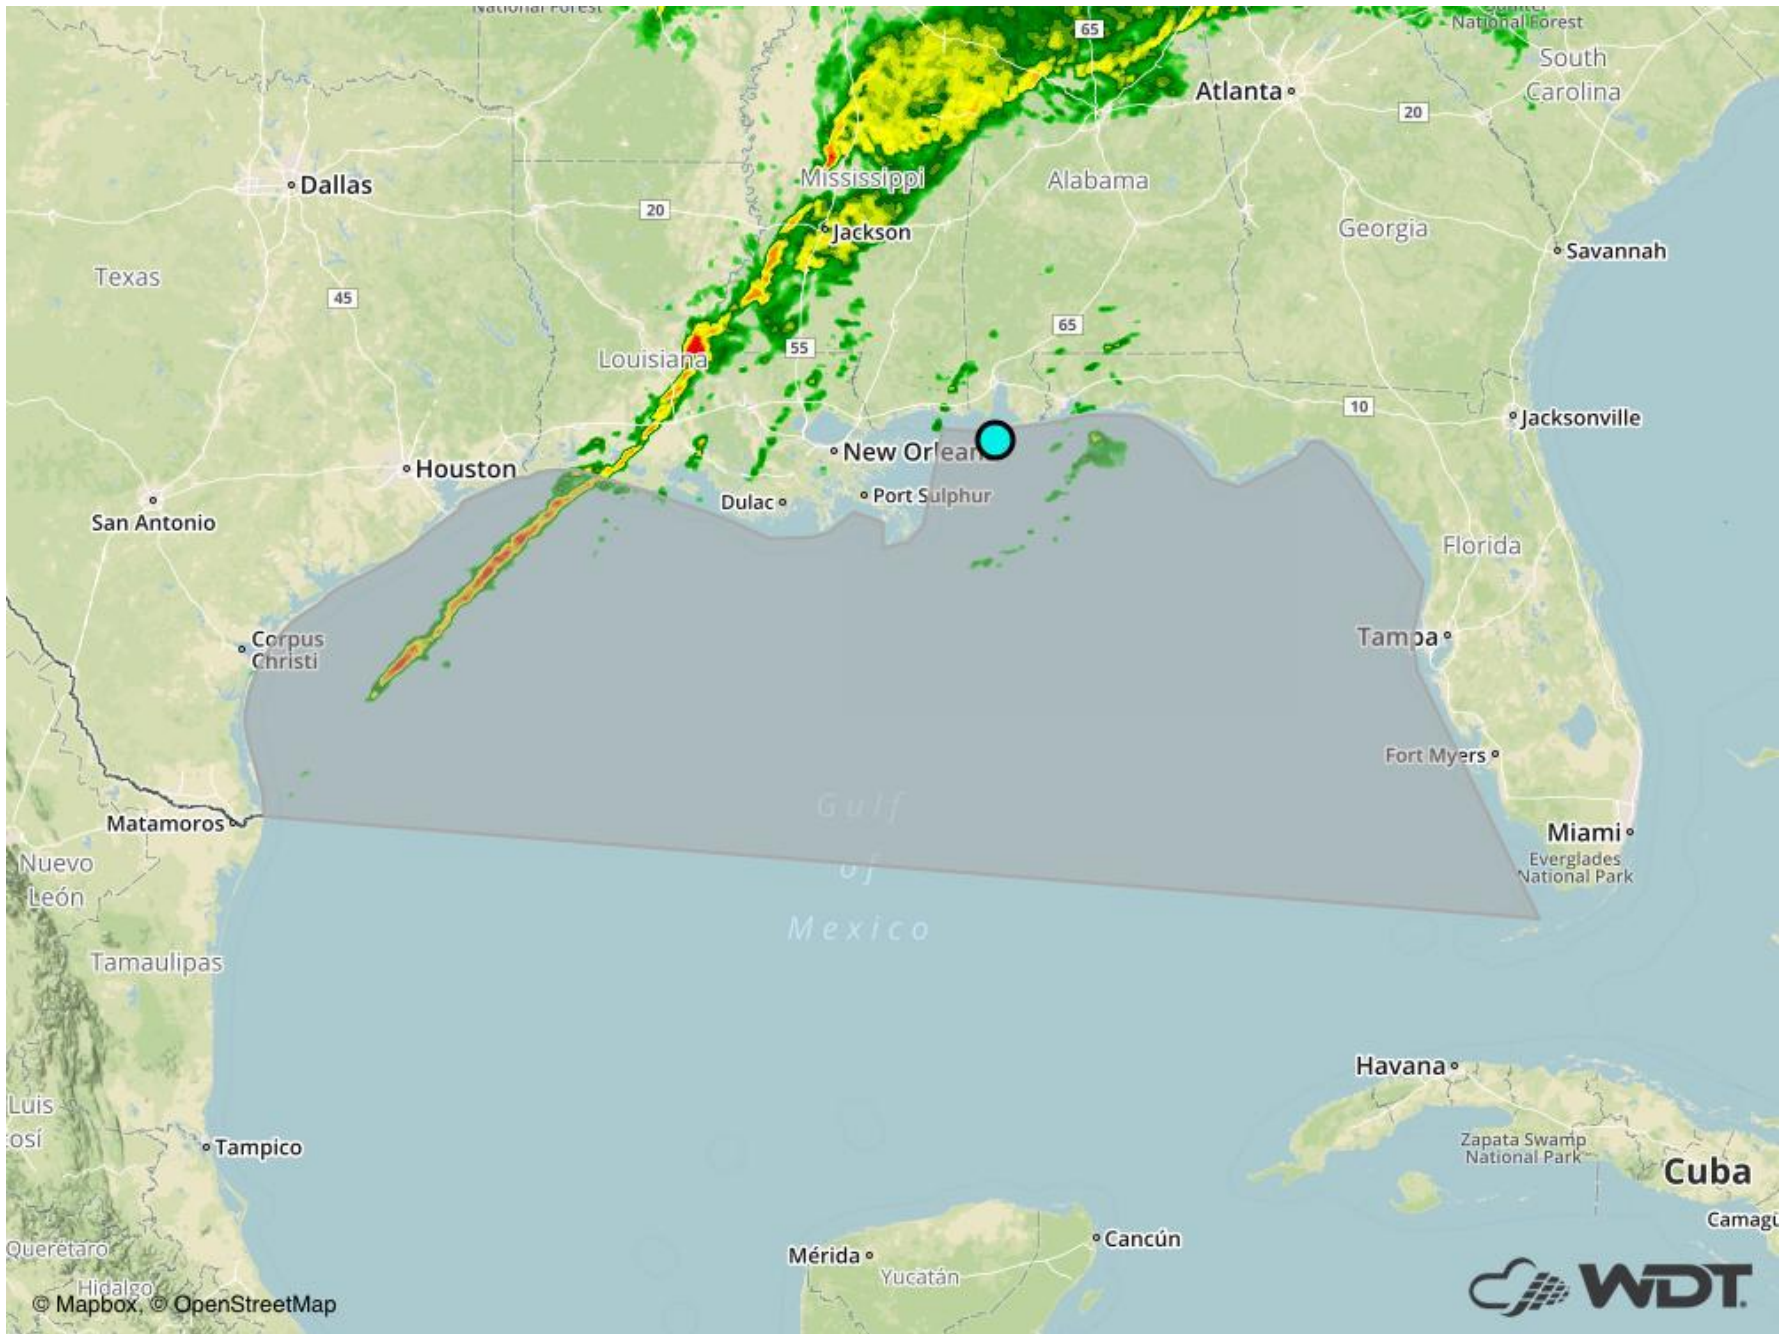 National Forest
65
National Forest
South
Carolina
Atlanta
20
Dallas
Mississippi
Alabama
20
Jackson
Georgia
Savannah
Texas
45
65
Louisiana
55
10
Jacksonville
New Orlean
Houston
San Antonio
Dulac
Port Sulphur
Florida
Corpus
Christi
Tampa
Fort Myers
Gulf
of
Mexico
Matamoros
Miami
Everglades
National Park
Nuevo
León
Tamaulipas
Havana
Luis
Tampico
Zapata Swamp
National Park
Cuba
Camagü
Cancún
Mérida
Yucatán
Querétaro
Hidalgo
© Mapbox, © OpenStreetMap
WDT